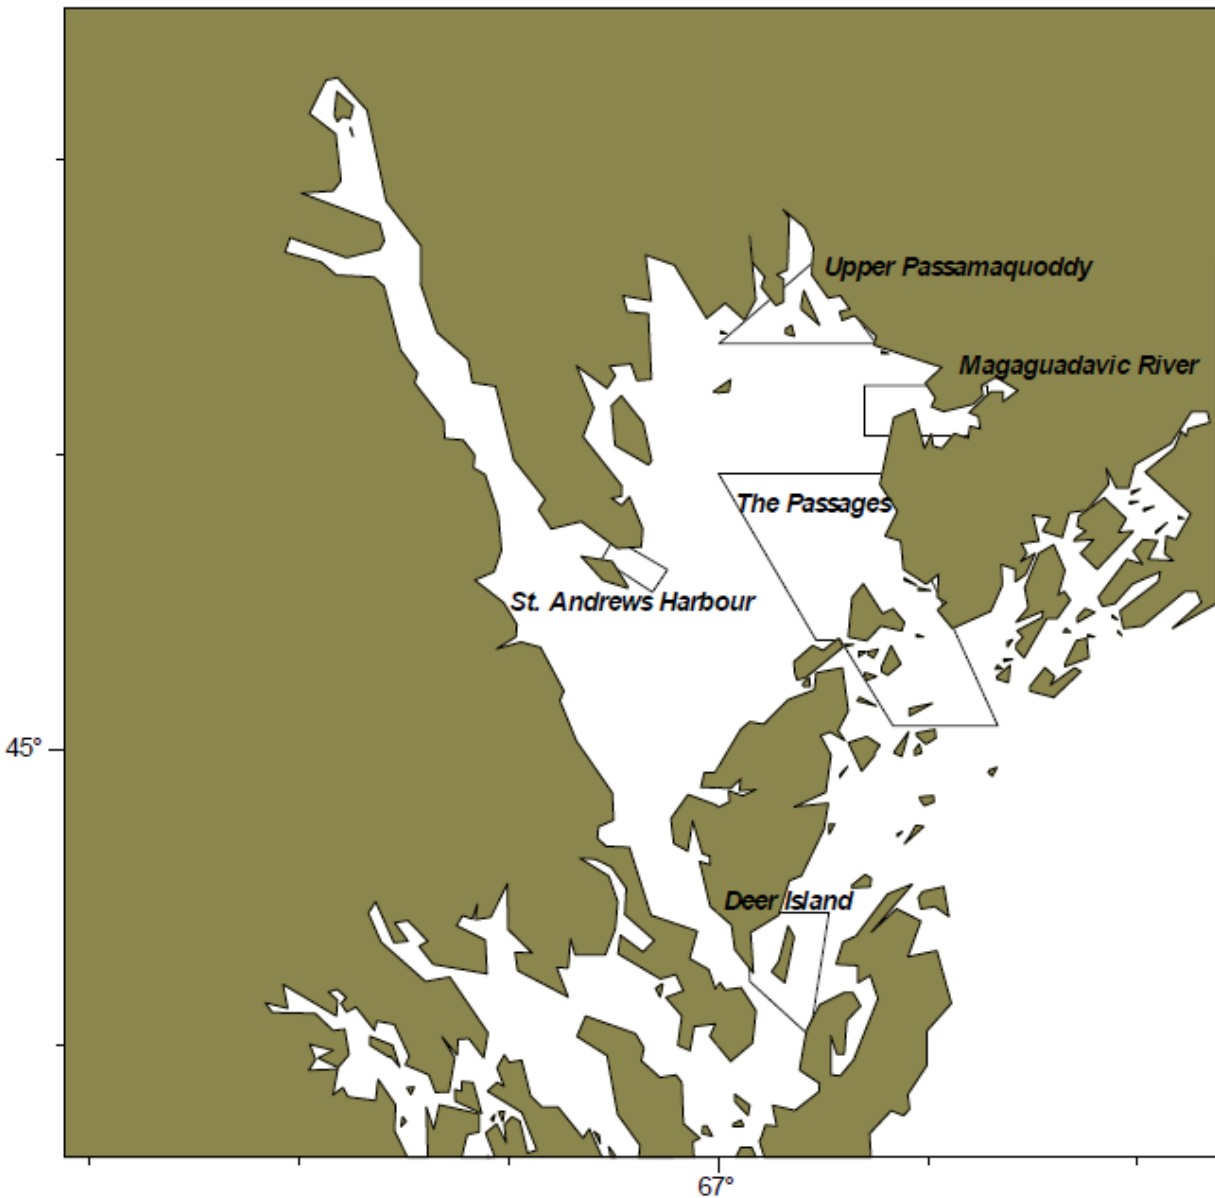 Upper Passamaquoddy
Magaguadavic River
The Passages
St. Andrews Harbour
45°
Deer Island
67°